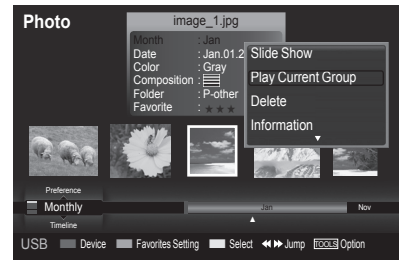 Photo
image_1.jpg
Month : Jan
Date : Jan.01.2
Color : Gray
Composition :
Folder : P-other
Favorite : ★★★
Slide Show
Play Current Group
Delete
Information
Preference
Monthly
Jan
Nov
Timeline
USB Device Favorites Setting Select Jump TOOLS Option